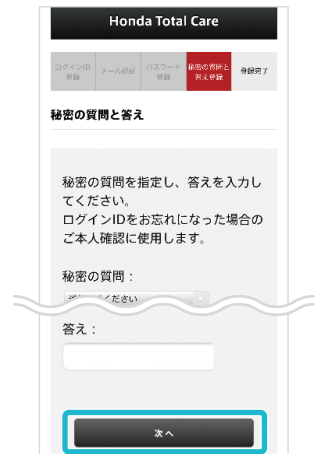 Honda Total Care
ログインID
登録
メール認証
パスワード
登録
秘密の質問と
答え登録
登録完了
秘密の質問と答え
秘密の質問を指定し、答えを入力し
てください。
ログインIDをお忘れになった場合の
ご本人確認に使用します。
秘密の質問：
ください
答え：
次へ